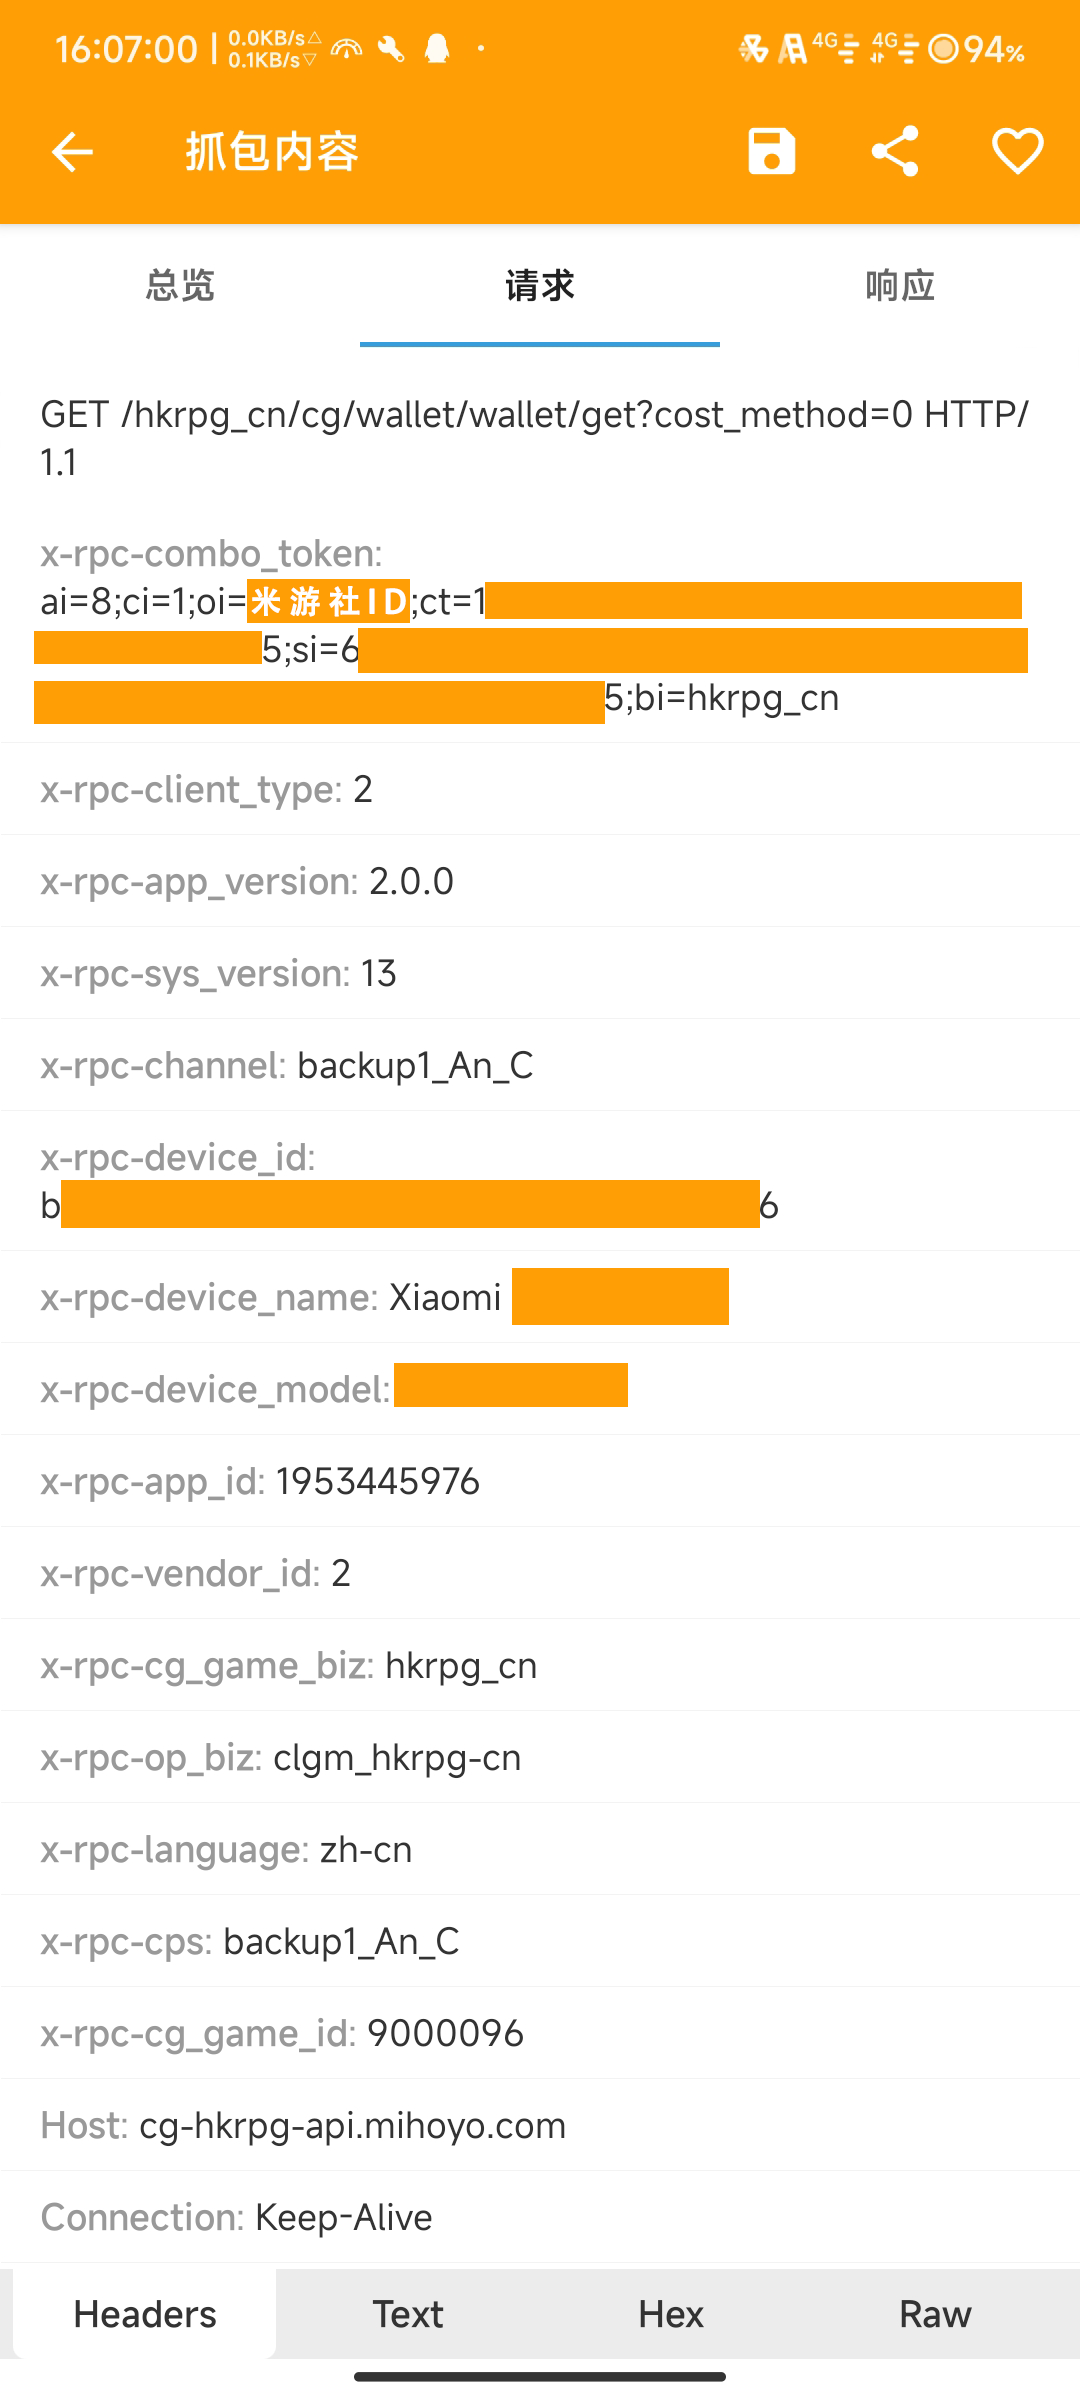 16:07:00 | 0.0KB/s△
0.1KB/s▽
4G 4G 94%
抓包内容
总览 请求 响应
GET /hkrpg_cn/cg/wallet/wallet/get?cost_method=0 HTTP/
1.1
x-rpc-combo_token:
ai=8;ci=1;oi=米游社ID;ct=1
5;si=6
5;bi=hkrpg_cn
x-rpc-client_type: 2
x-rpc-app_version: 2.0.0
x-rpc-sys_version: 13
x-rpc-channel: backup1_An_C
x-rpc-device_id:
b 6
x-rpc-device_name: Xiaomi
x-rpc-device_model:
x-rpc-app_id: 1953445976
x-rpc-vendor_id: 2
x-rpc-cg_game_biz: hkrpg_cn
x-rpc-op_biz: clgm_hkrpg-cn
x-rpc-language: zh-cn
x-rpc-cps: backup1_An_C
x-rpc-cg_game_id: 9000096
Host: cg-hkrpg-api.mihoyo.com
Connection: Keep-Alive
Headers Text Hex Raw